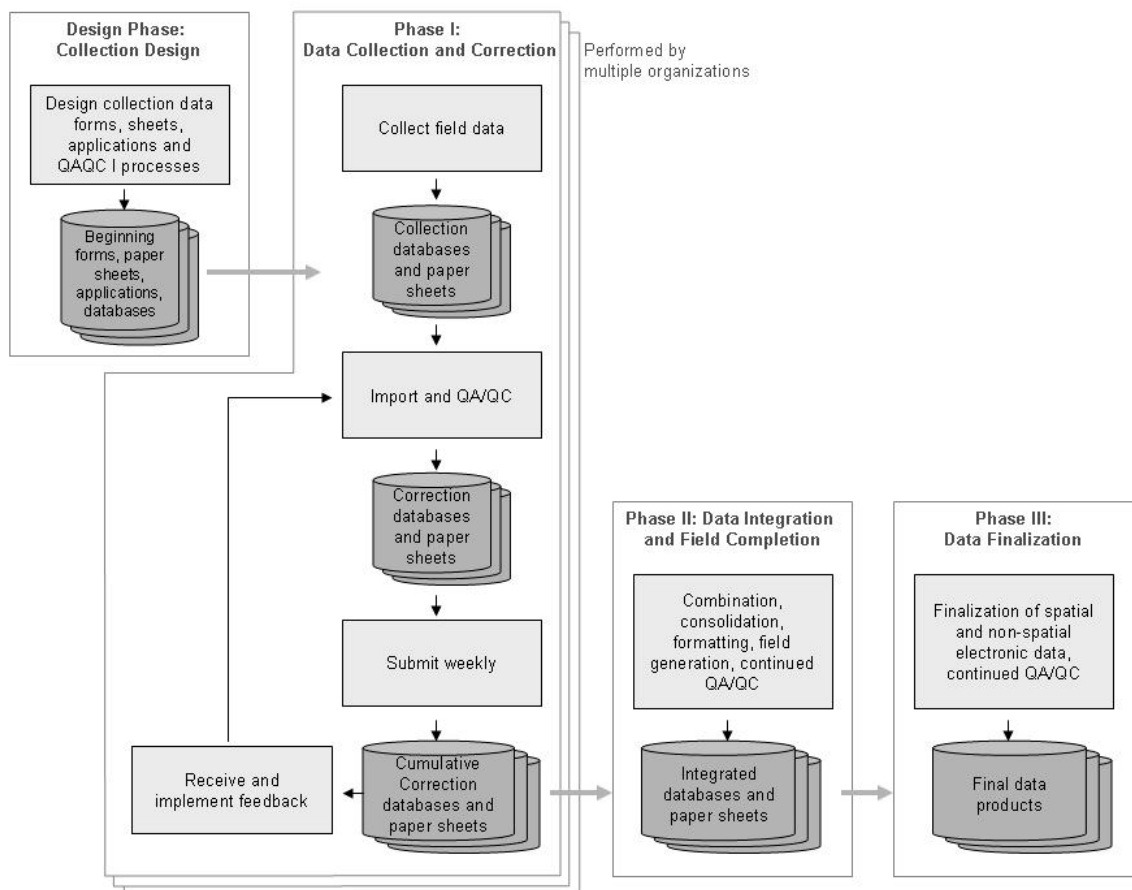 Design Phase:
Collection Design
Design collection data
forms, sheets,
applications and
QAQC I processes
Beginning
forms, paper
sheets,
applications,
databases
Phase I:
Data Collection and Correction
Performed by
multiple organizations
Collect field data
Collection
databases
and paper
sheets
Import and QA/QC
Correction
databases
and paper
sheets
Submit weekly
Cumulative
Correction
databases and
paper sheets
Receive and
implement feedback
Phase II: Data Integration
and Field Completion
Combination,
consolidation,
formatting, field
generation, continued
QA/QC
Integrated
databases and
paper sheets
Phase III:
Data Finalization
Finalization of spatial
and non-spatial
electronic data,
continued QA/QC
Final data
products